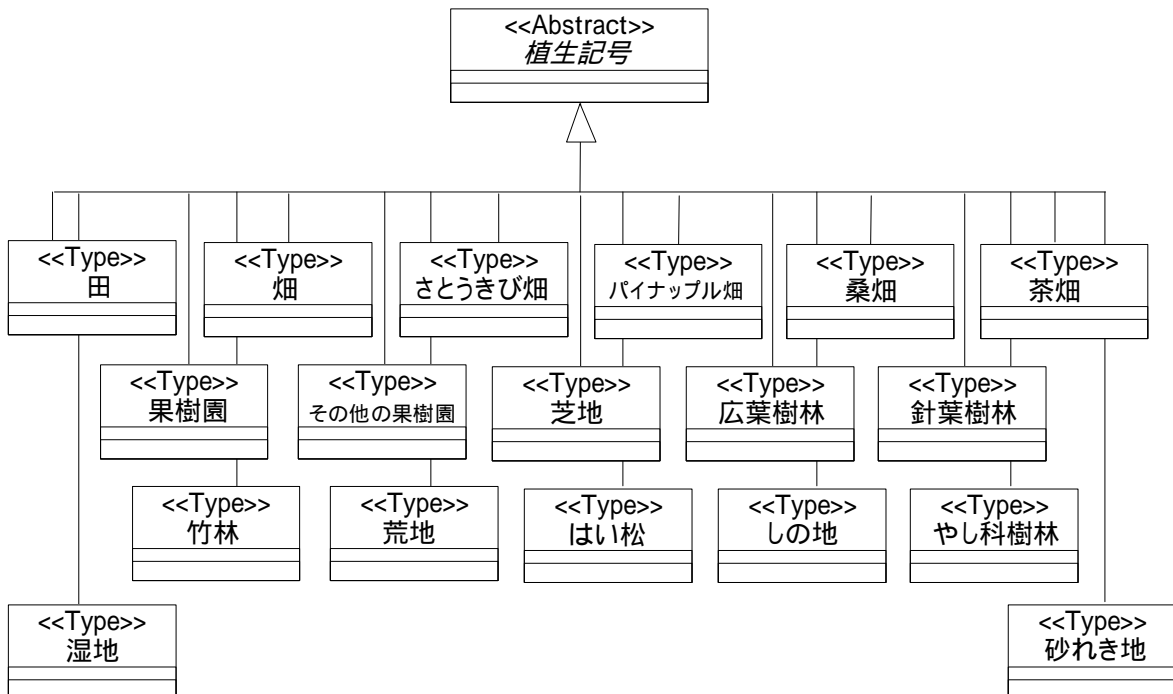 <<Abstract>>
植生記号
<<Type>>
田
<<Type>>
畑
<<Type>>
さとうきび畑
<<Type>>
パイナップル畑
<<Type>>
桑畑
<<Type>>
茶畑
<<Type>>
果樹園
<<Type>>
その他の果樹園
<<Type>>
芝地
<<Type>>
広葉樹林
<<Type>>
針葉樹林
<<Type>>
竹林
<<Type>>
荒地
<<Type>>
はい松
<<Type>>
しの地
<<Type>>
やし科樹林
<<Type>>
湿地
<<Type>>
砂れき地